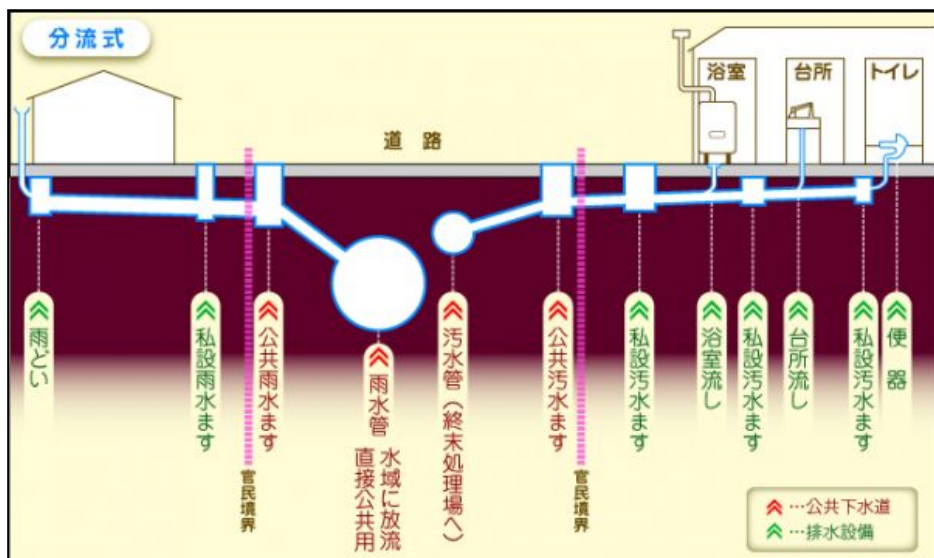 分流式
道路
浴室
台所
トイレ
雨どい
私設雨水ます
公共雨水ます
官民境界
雨水管
直接公共用
水域に放流
汚水管(終末処理場へ)
公共汚水ます
官民境界
私設汚水ます
浴室流し
私設汚水ます
台所流し
私設汚水ます
便器
…公共下水道
…排水設備